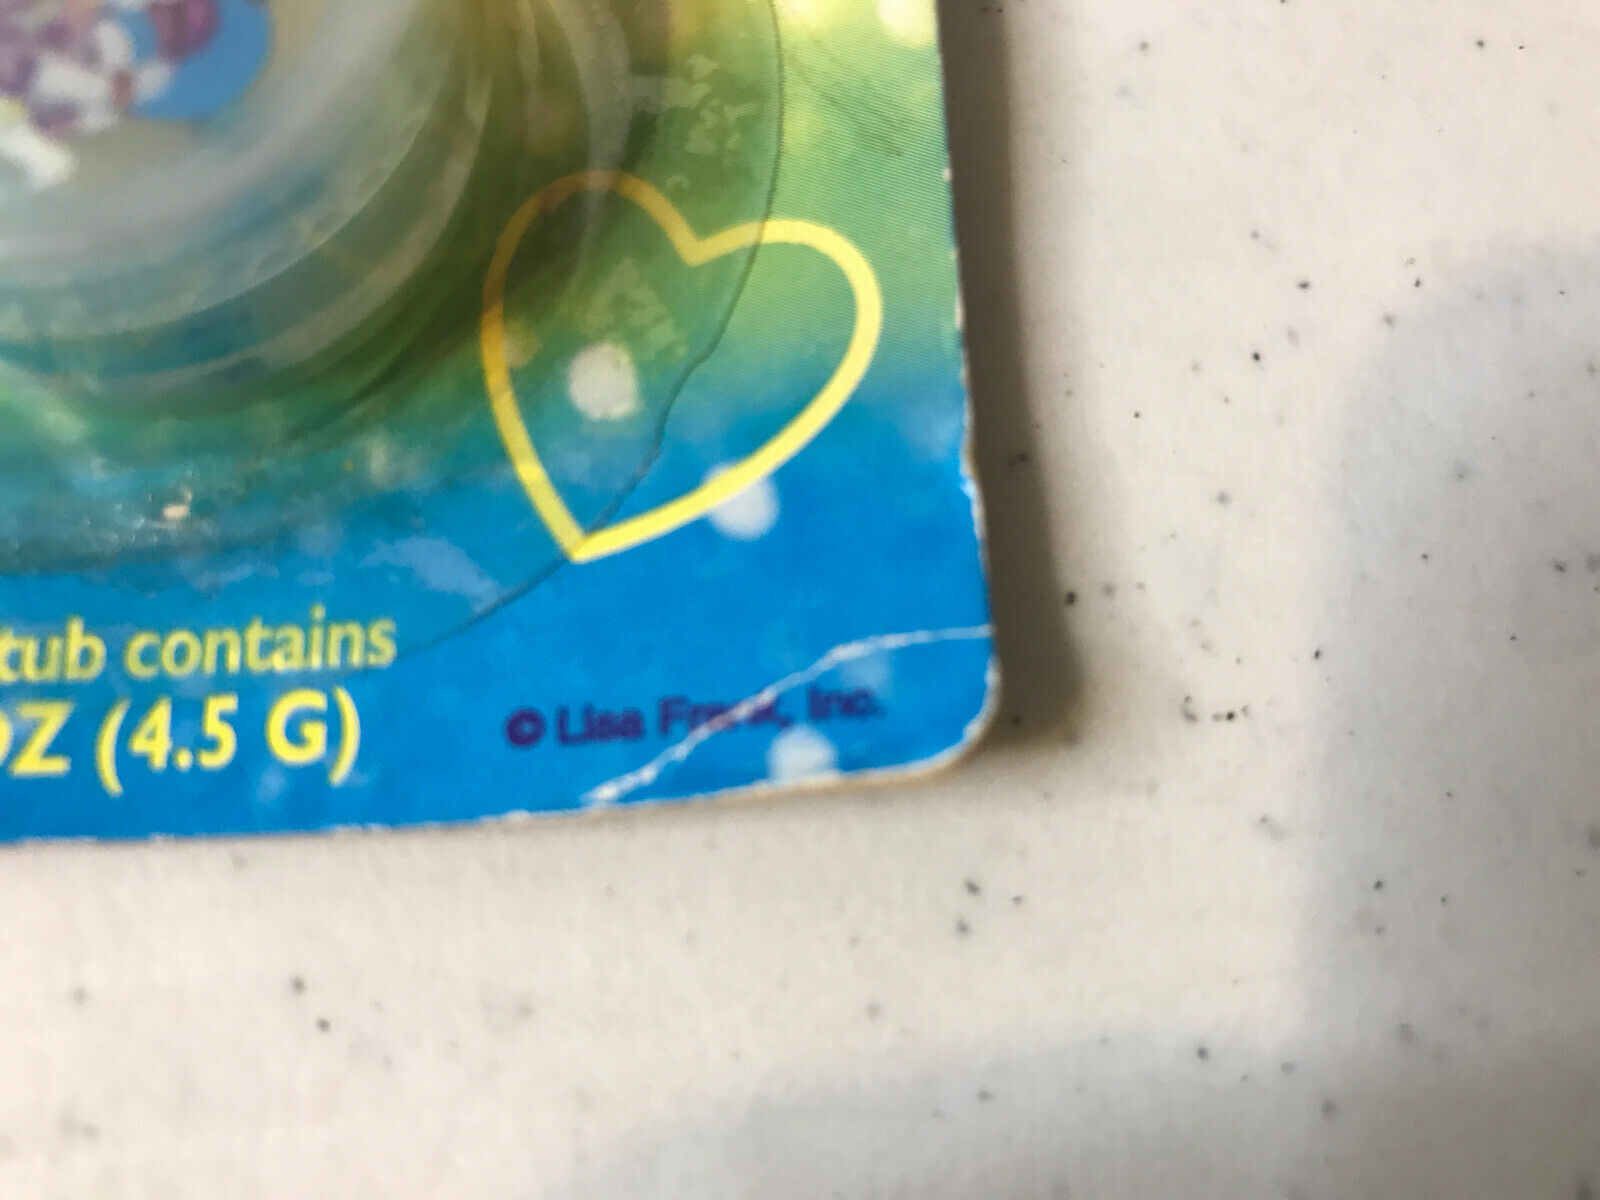 tub contains
OZ (4.5 G)
© Lisa Frank, Inc.